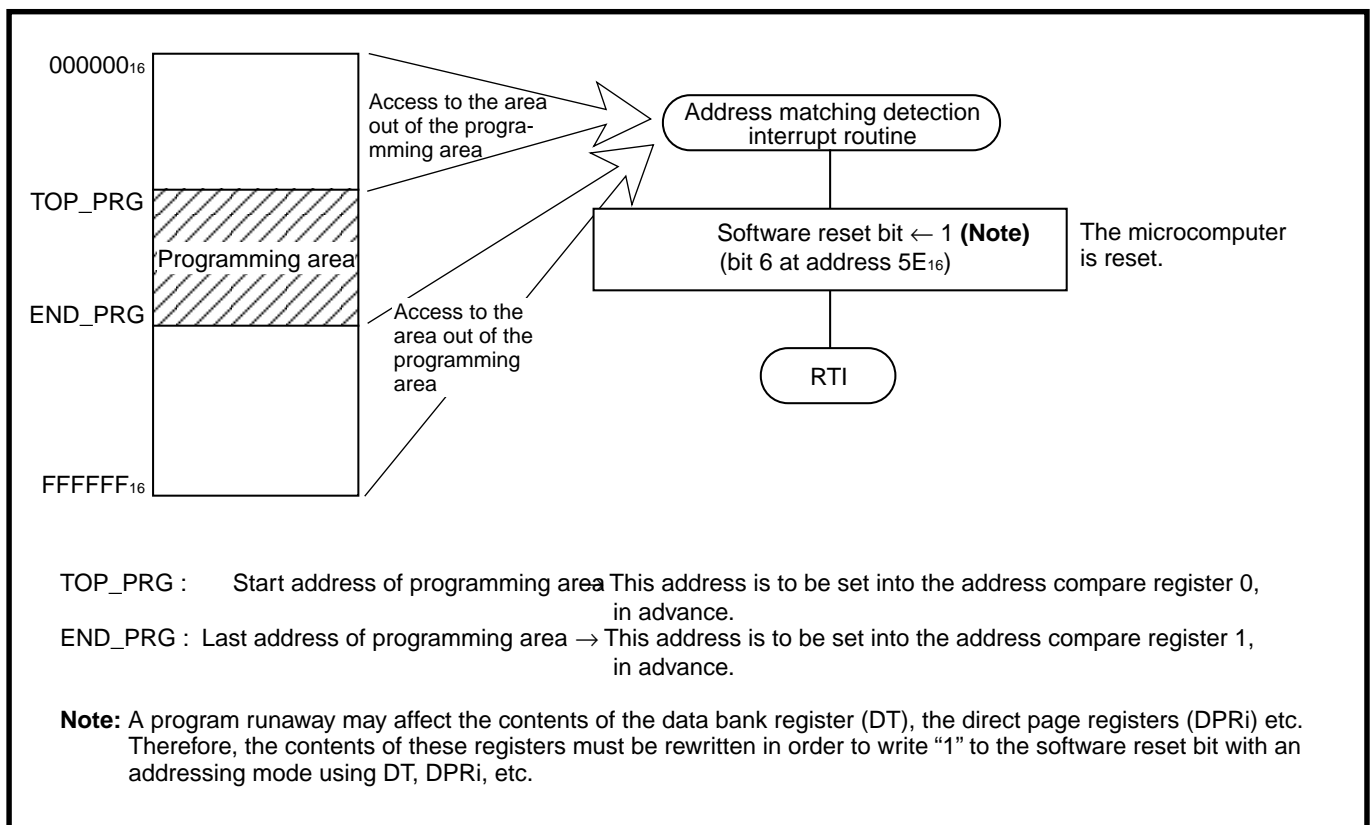 000000₁₆
Access to the area
out of the progra-
mming area
Address matching detection
interrupt routine
TOP_PRG
Programming area
END_PRG
Software reset bit ← 1 (Note)
(bit 6 at address 5E₁₆)
The microcomputer
is reset.
Access to the
area out of the
programming
area
RTI
FFFFFF₁₆
TOP_PRG : Start address of programming area → This address is to be set into the address compare register 0,
in advance.
END_PRG : Last address of programming area → This address is to be set into the address compare register 1,
in advance.
Note: A program runaway may affect the contents of the data bank register (DT), the direct page registers (DPRi) etc.
Therefore, the contents of these registers must be rewritten in order to write “1” to the software reset bit with an
addressing mode using DT, DPRi, etc.